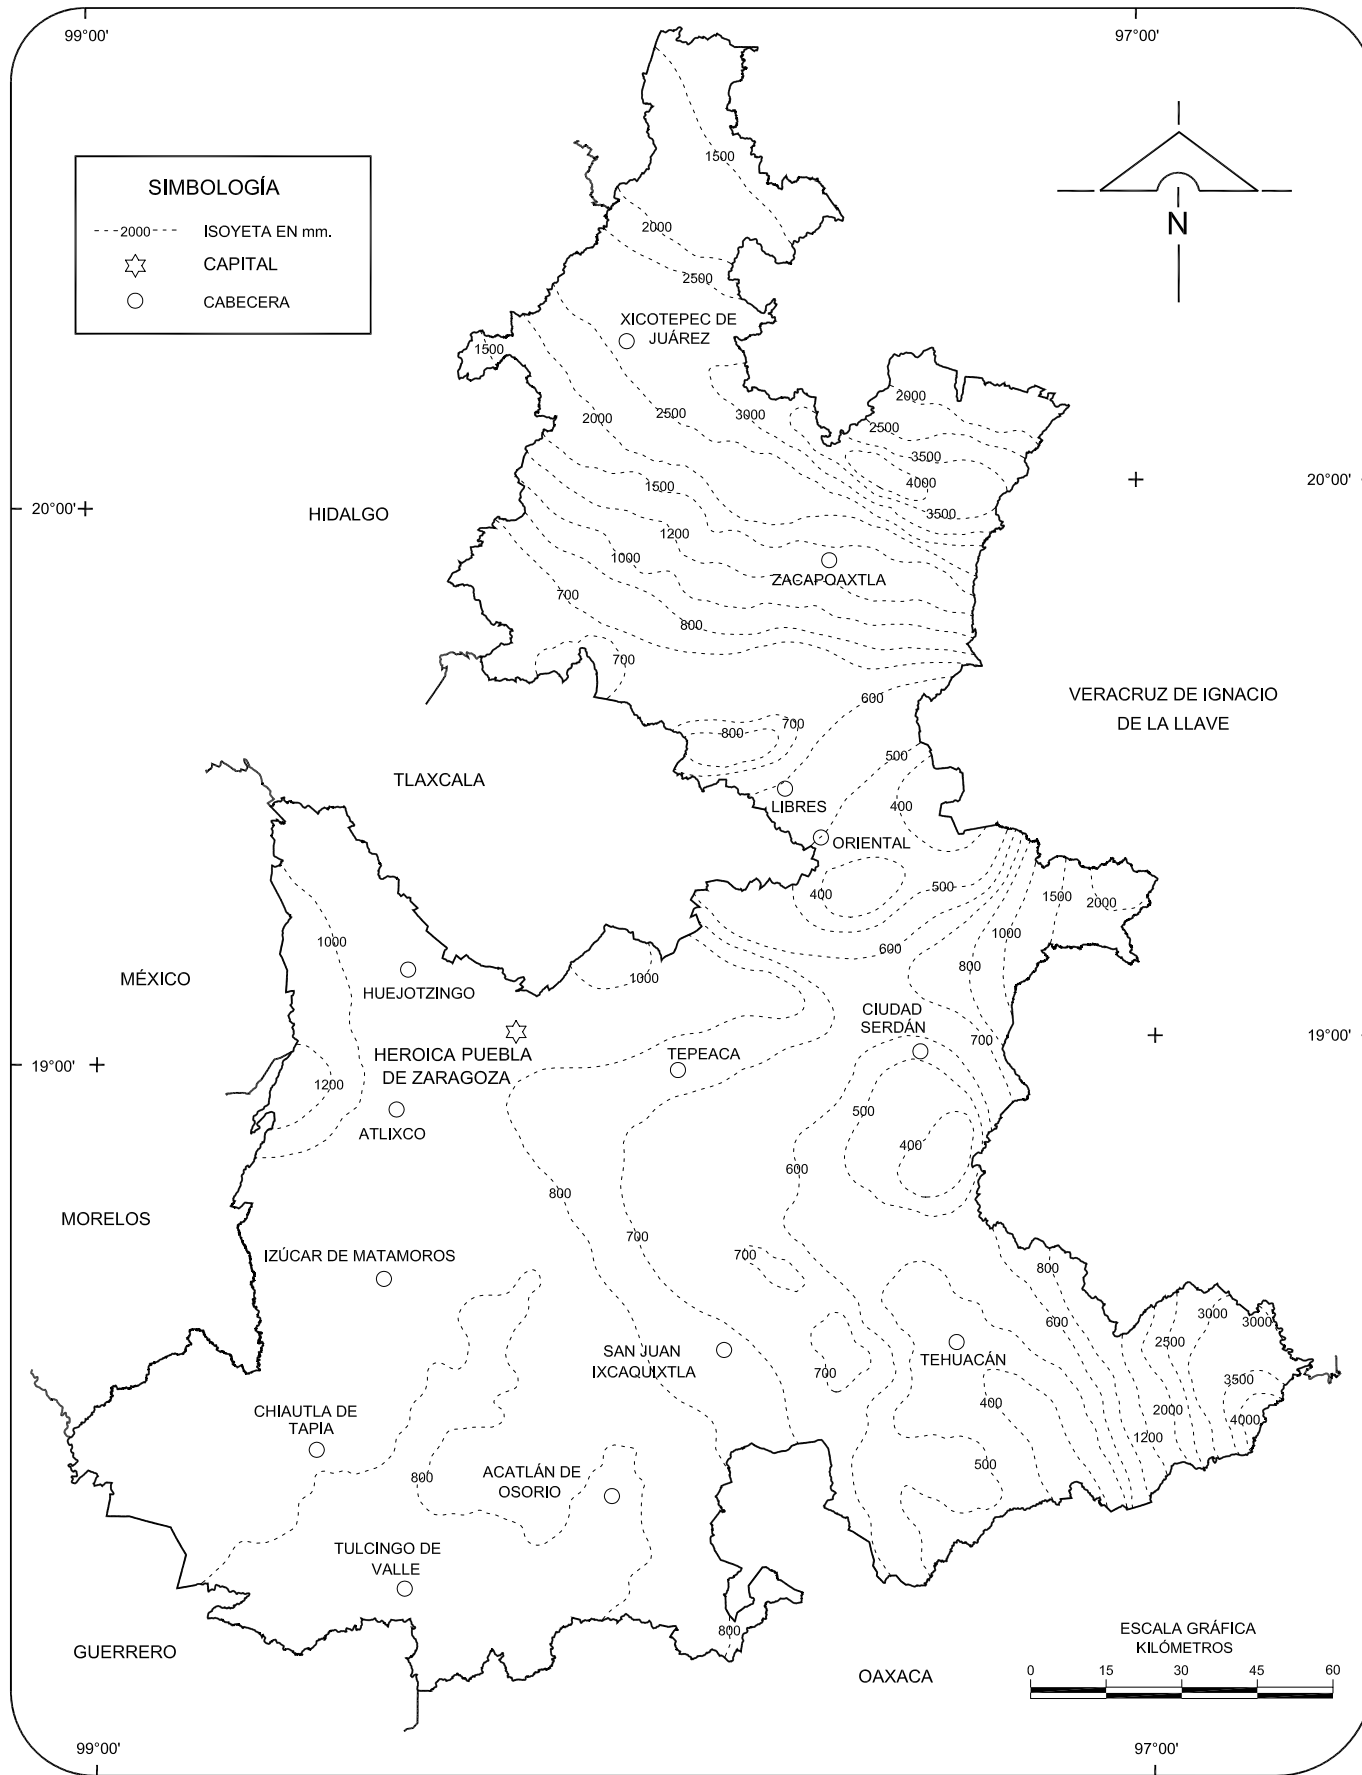 99°00'
97°00'
SIMBOLOGÍA
2000
ISOYETA EN mm.
CAPITAL
CABECERA
N
1500
2000
2500
XICOTEPEC DE
JUÁREZ
1500
2000
2500
3000
2000
2500
3500
4000
3500
20°00'
20°00'
HIDALGO
1500
1200
1000
ZACAPOAXTLA
700
800
700
600
VERACRUZ DE IGNACIO
DE LA LLAVE
700
800
500
TLAXCALA
LIBRES
400
ORIENTAL
400
500
1500
2000
1000
600
1000
800
1000
MÉXICO
HUEJOTZINGO
CIUDAD
SERDÁN
700
HEROICA PUEBLA
DE ZARAGOZA
TEPEACA
19°00'
19°00'
1200
500
ATLIXCO
400
600
800
MORELOS
700
700
IZÚCAR DE MATAMOROS
800
600
3000
3000
2500
SAN JUAN
IXCAQUIXTLA
700
TEHUACÁN
3500
400
2000
4000
1200
CHIAUTLA DE
TAPIA
800
ACATLÁN DE
OSORIO
500
TULCINGO DE
VALLE
GUERRERO
800
OAXACA
ESCALA GRÁFICA
KILÓMETROS
0 15 30 45 60
99°00'
97°00'